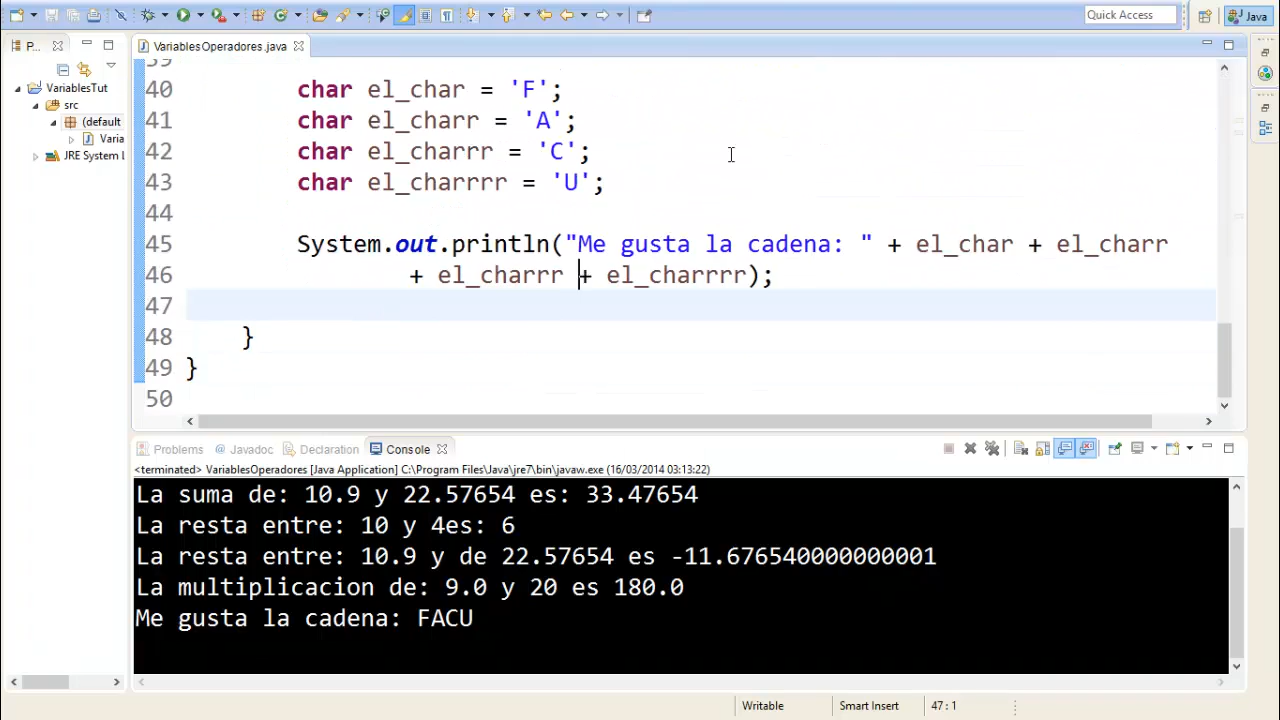 Quick Access
Java
P...
VariablesOperadores.java
VariablesTut
src
(default
Varia
JRE System L
39
40 char el_char = 'F';
41 char el_charr = 'A';
42 char el_charrr = 'C';
43 char el_charrrr = 'U';
44
45 System.out.println("Me gusta la cadena: " + el_char + el_charr
46 + el_charrr + el_charrrr);
47
48 }
49 }
50
Problems @ Javadoc Declaration Console
<terminated> VariablesOperadores [Java Application] C:\Program Files\Java\jre7\bin\javaw.exe (16/03/2014 03:13:22)
La suma de: 10.9 y 22.57654 es: 33.47654
La resta entre: 10 y 4es: 6
La resta entre: 10.9 y de 22.57654 es -11.676540000000001
La multiplicacion de: 9.0 y 20 es 180.0
Me gusta la cadena: FACU
Writable Smart Insert 47 : 1